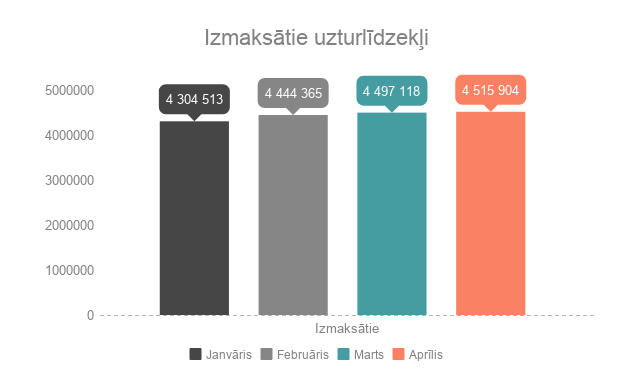 Izmaksātie uzturlīdzekļi
5000000
4000000
3000000
2000000
1000000
0
4 304 513
4 444 365
4 497 118
4 515 904
Izmaksātie
Janvāris Februāris Marts Aprīlis